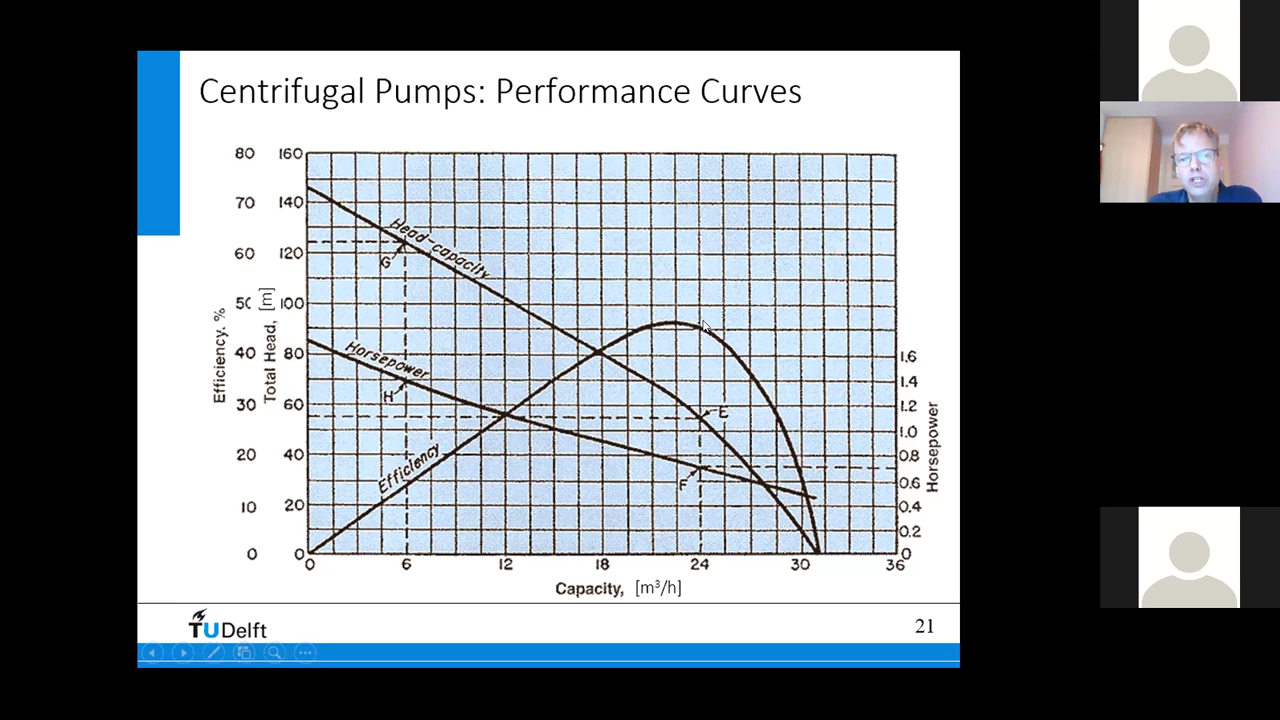 Centrifugal Pumps: Performance Curves
80
70
60
50
40
30
20
10
0
Efficiency. %
160
140
120
100
80
60
40
20
0
Total Head, [m]
Head-capacity
G
Horsepower
H
Efficiency
E
F
1.6
1.4
1.2
1.0
0.8
0.6
0.4
0.2
0
Horsepower
0 6 12 18 24 30 36
Capacity, [m³/h]
TUDelft
21